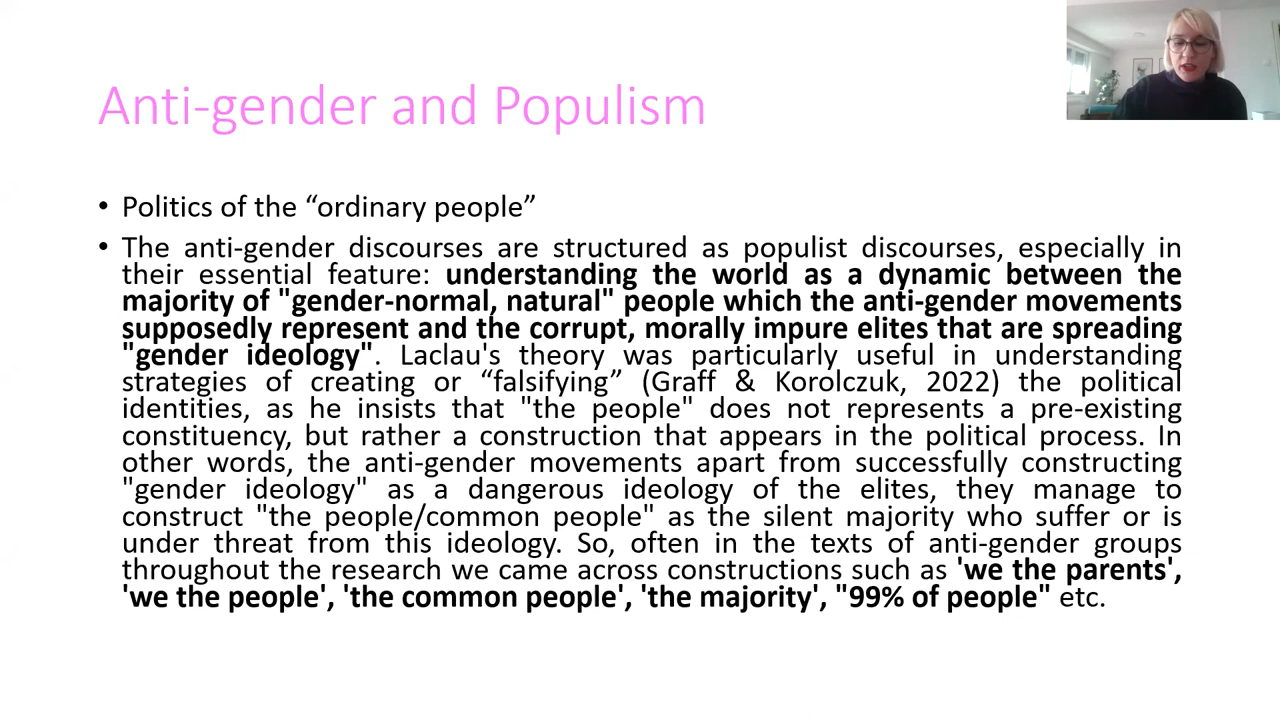 Anti-gender and Populism
• Politics of the “ordinary people”
• The anti-gender discourses are structured as populist discourses, especially in
their essential feature: understanding the world as a dynamic between the
majority of "gender-normal, natural" people which the anti-gender movements
supposedly represent and the corrupt, morally impure elites that are spreading
"gender ideology". Laclau's theory was particularly useful in understanding
strategies of creating or “falsifying” (Graff & Korolczuk, 2022) the political
identities, as he insists that "the people" does not represents a pre-existing
constituency, but rather a construction that appears in the political process. In
other words, the anti-gender movements apart from successfully constructing
"gender ideology" as a dangerous ideology of the elites, they manage to
construct "the people/common people" as the silent majority who suffer or is
under threat from this ideology. So, often in the texts of anti-gender groups
throughout the research we came across constructions such as 'we the parents',
'we the people', 'the common people', 'the majority', "99% of people" etc.